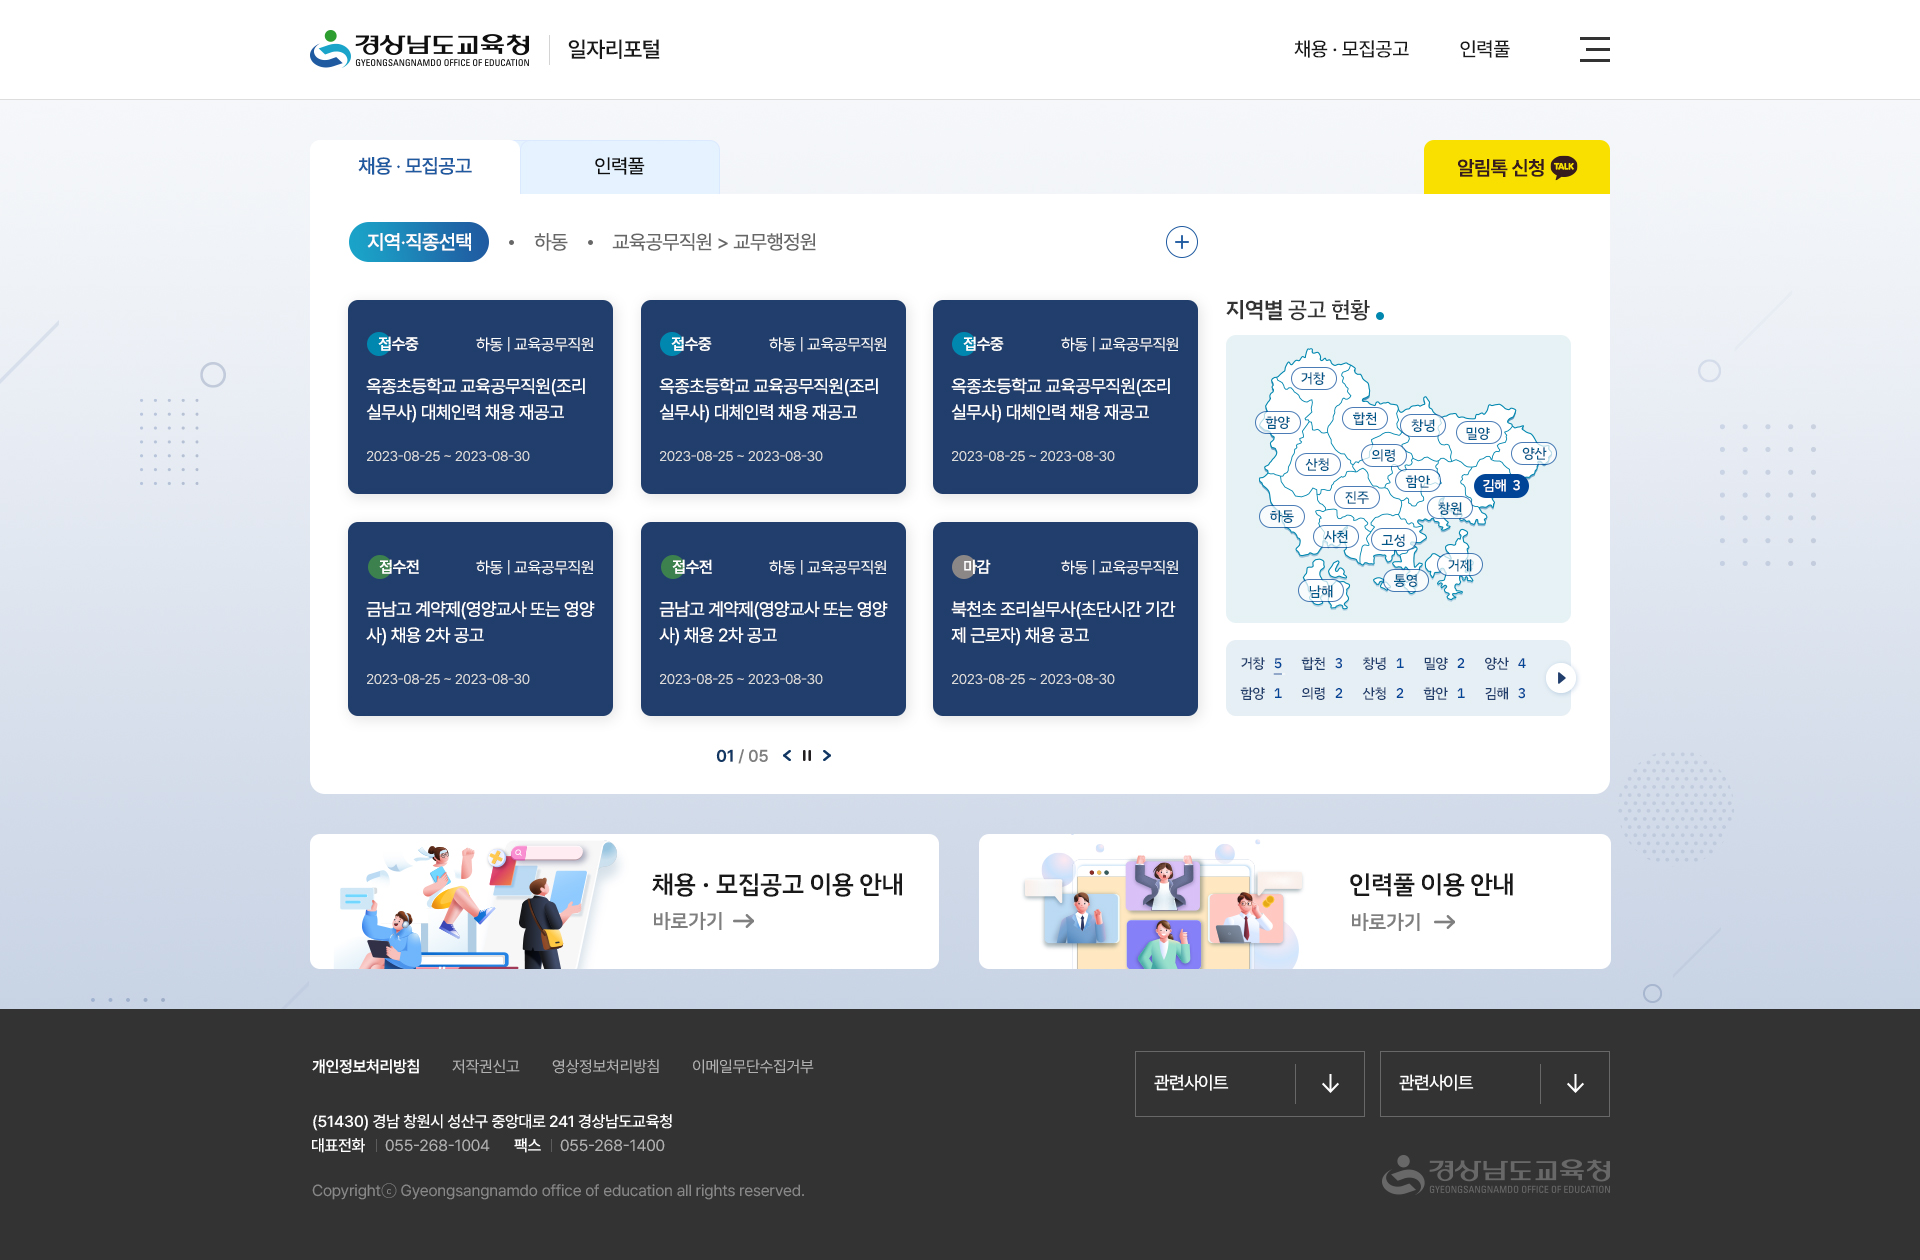 경상남도교육청
GYEONGSANGNAMDO OFFICE OF EDUCATION
일자리포털
채용 · 모집공고
인력풀
채용 · 모집공고
인력풀
알림톡 신청 TALK
지역·직종선택
• 하동 • 교육공무직원 > 교무행정원
접수중 하동 | 교육공무직원
옥종초등학교 교육공무직원(조리
실무사) 대체인력 채용 재공고
2023-08-25 ~ 2023-08-30
접수중 하동 | 교육공무직원
옥종초등학교 교육공무직원(조리
실무사) 대체인력 채용 재공고
2023-08-25 ~ 2023-08-30
접수중 하동 | 교육공무직원
옥종초등학교 교육공무직원(조리
실무사) 대체인력 채용 재공고
2023-08-25 ~ 2023-08-30
접수전 하동 | 교육공무직원
금남고 계약제(영양교사 또는 영양
사) 채용 2차 공고
2023-08-25 ~ 2023-08-30
접수전 하동 | 교육공무직원
금남고 계약제(영양교사 또는 영양
사) 채용 2차 공고
2023-08-25 ~ 2023-08-30
마감 하동 | 교육공무직원
북천초 조리실무사(초단시간 기간
제 근로자) 채용 공고
2023-08-25 ~ 2023-08-30
01 / 05
지역별 공고 현황
거창
함양
합천
창녕
밀양
양산
산청
의령
함안
김해 3
진주
창원
하동
사천
고성
거제
통영
남해
거창 5 합천 3 창녕 1 밀양 2 양산 4
함양 1 의령 2 산청 2 함안 1 김해 3
채용 · 모집공고 이용 안내
바로가기
인력풀 이용 안내
바로가기
개인정보처리방침 저작권신고 영상정보처리방침 이메일무단수집거부
(51430) 경남 창원시 성산구 중앙대로 241 경상남도교육청
대표전화 055-268-1004 팩스 055-268-1400
Copyrightⓒ Gyeongsangnamdo office of education all rights reserved.
관련사이트
관련사이트
경상남도교육청
GYEONGSANGNAMDO OFFICE OF EDUCATION